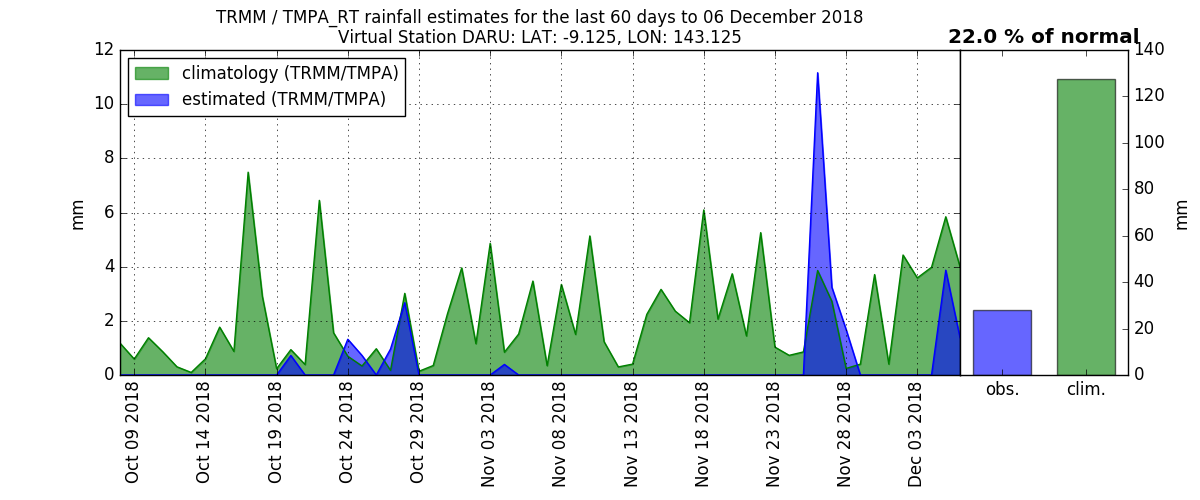 TRMM / TMPA_RT rainfall estimates for the last 60 days to 06 December 2018
Virtual Station DARU: LAT: -9.125, LON: 143.125
22.0 % of normal
climatology (TRMM/TMPA)
estimated (TRMM/TMPA)
12
10
8
6
4
2
0
mm
Oct 09 2018
Oct 14 2018
Oct 19 2018
Oct 24 2018
Oct 29 2018
Nov 03 2018
Nov 08 2018
Nov 13 2018
Nov 18 2018
Nov 23 2018
Nov 28 2018
Dec 03 2018
obs.
clim.
140
120
100
80
60
40
20
0
mm